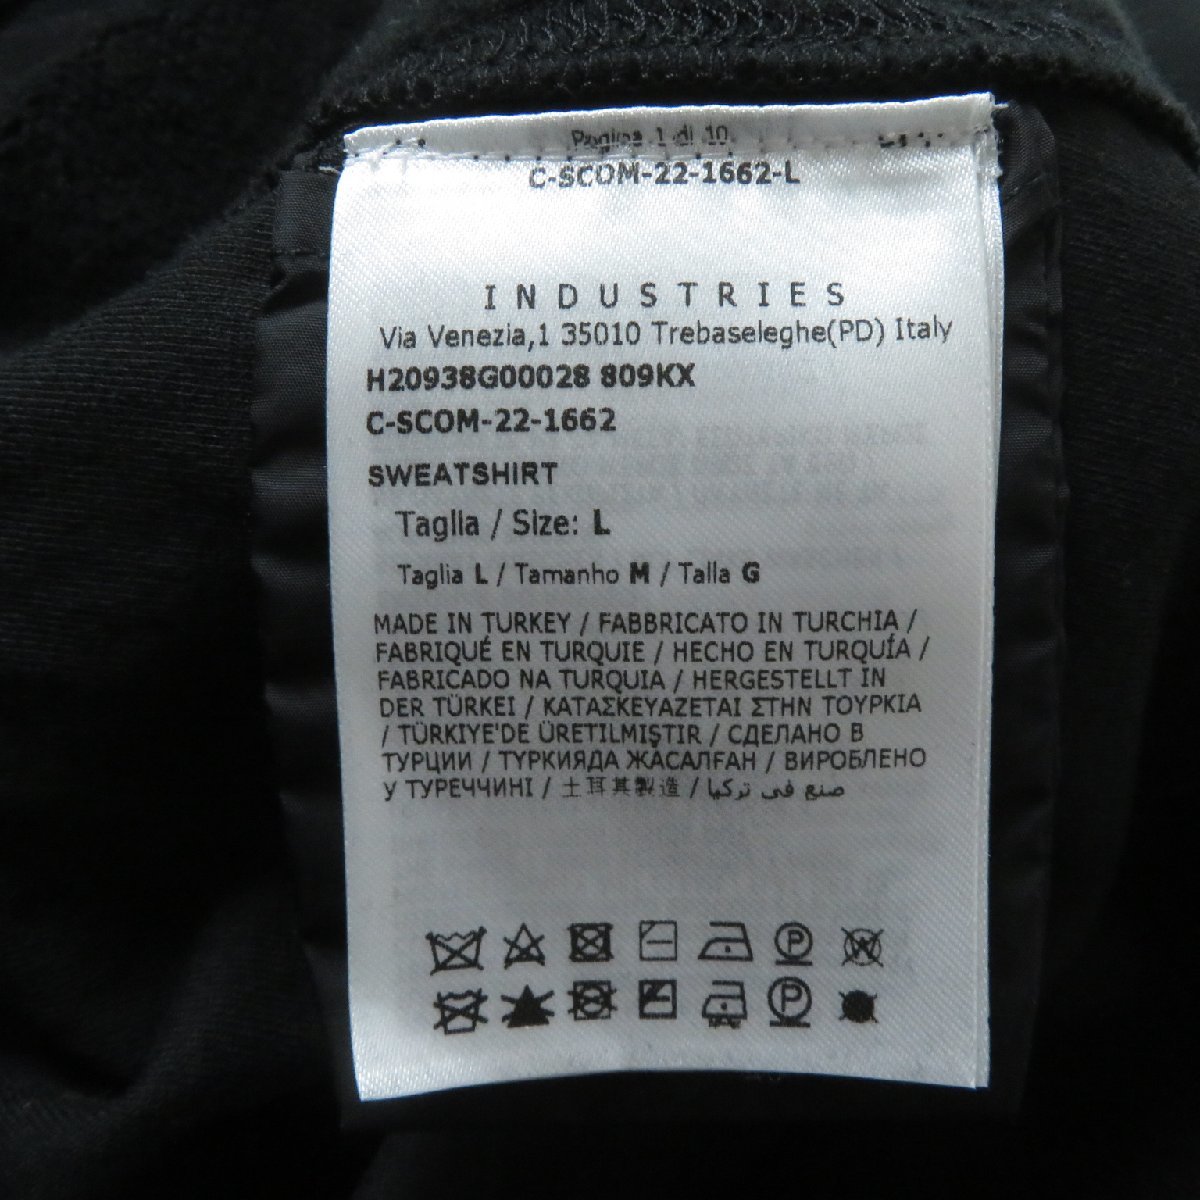 Pagina 1 di 10
C-SCOM-22-1662-L
INDUSTRIES
Via Venezia,1 35010 Trebaseleghe(PD) Italy
H20938G00028 809KX
C-SCOM-22-1662
SWEATSHIRT
Taglia / Size: L
Taglia L / Tamanho M / Talla G
MADE IN TURKEY / FABBRICATO IN TURCHIA /
FABRIQUÉ EN TURQUIE / HECHO EN TURQUÍA /
FABRICADO NA TURQUIA / HERGESTELLT IN
DER TÜRKEI / ΚΑΤΑΣΚΕΥΑΖΕΤΑΙ ΣΤΗΝ ΤΟΥΡΚΙΑ
/ TÜRKIYE'DE ÜRETILMIŞTIR / СДЕЛАНО В
ТУРЦИИ / ТҮРКИЯДА ЖАСАЛҒАН / ВИРОБЛЕНО
У ТУРЕЧЧИНІ / 土耳其製造 / صنع في تركيا
P
W
P